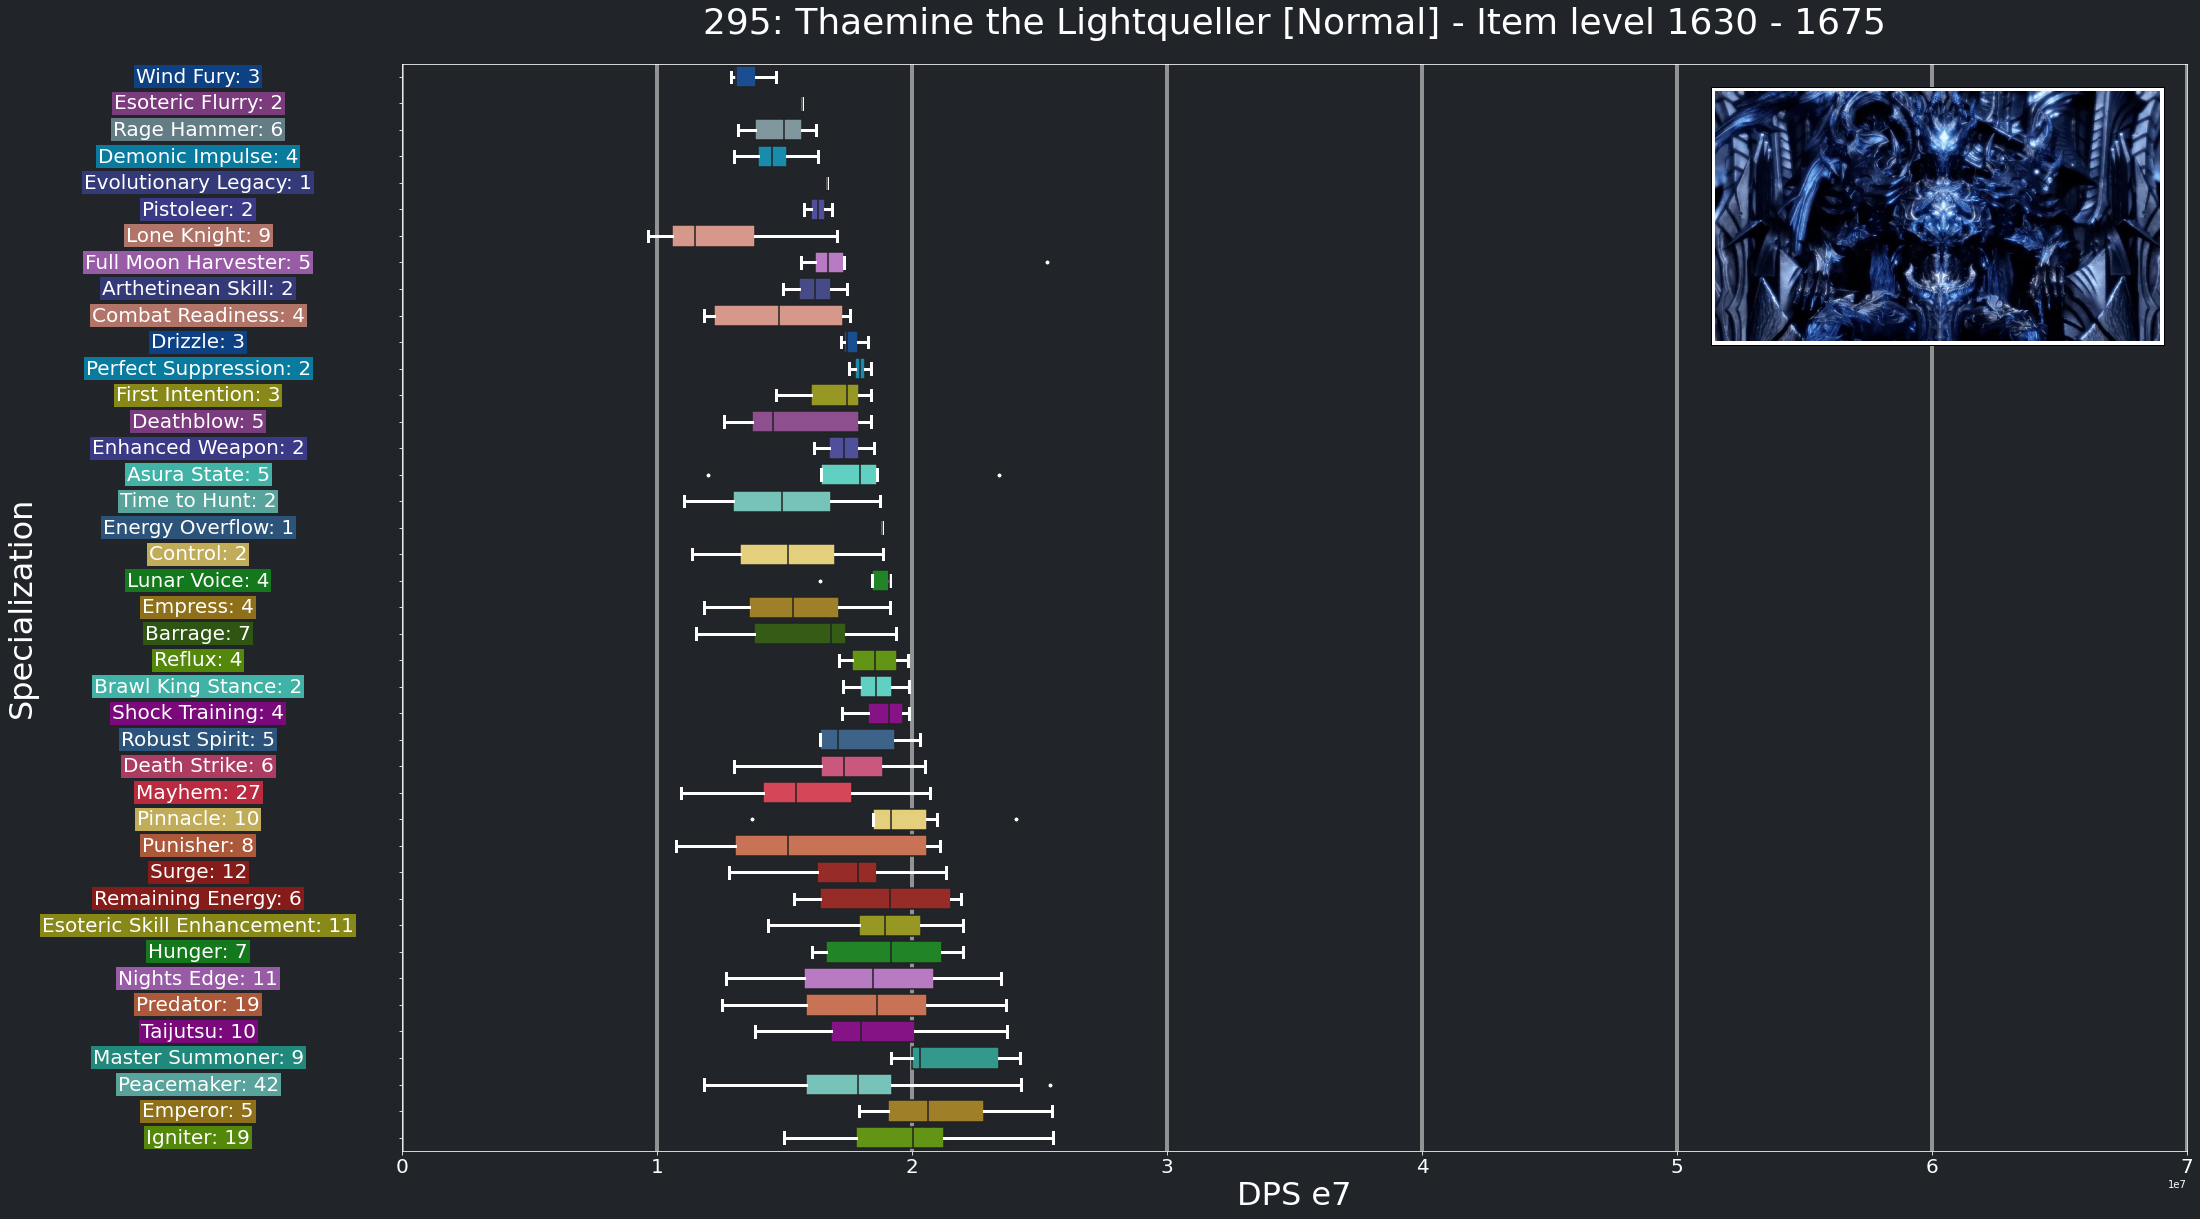 295: Thaemine the Lightqueller [Normal] - Item level 1630 - 1675
Specialization
Wind Fury: 3
Esoteric Flurry: 2
Rage Hammer: 6
Demonic Impulse: 4
Evolutionary Legacy: 1
Pistoleer: 2
Lone Knight: 9
Full Moon Harvester: 5
Arthetinean Skill: 2
Combat Readiness: 4
Drizzle: 3
Perfect Suppression: 2
First Intention: 3
Deathblow: 5
Enhanced Weapon: 2
Asura State: 5
Time to Hunt: 2
Energy Overflow: 1
Control: 2
Lunar Voice: 4
Empress: 4
Barrage: 7
Reflux: 4
Brawl King Stance: 2
Shock Training: 4
Robust Spirit: 5
Death Strike: 6
Mayhem: 27
Pinnacle: 10
Punisher: 8
Surge: 12
Remaining Energy: 6
Esoteric Skill Enhancement: 11
Hunger: 7
Nights Edge: 11
Predator: 19
Taijutsu: 10
Master Summoner: 9
Peacemaker: 42
Emperor: 5
Igniter: 19
0 1 2 3 4 5 6 7
1e7
DPS e7